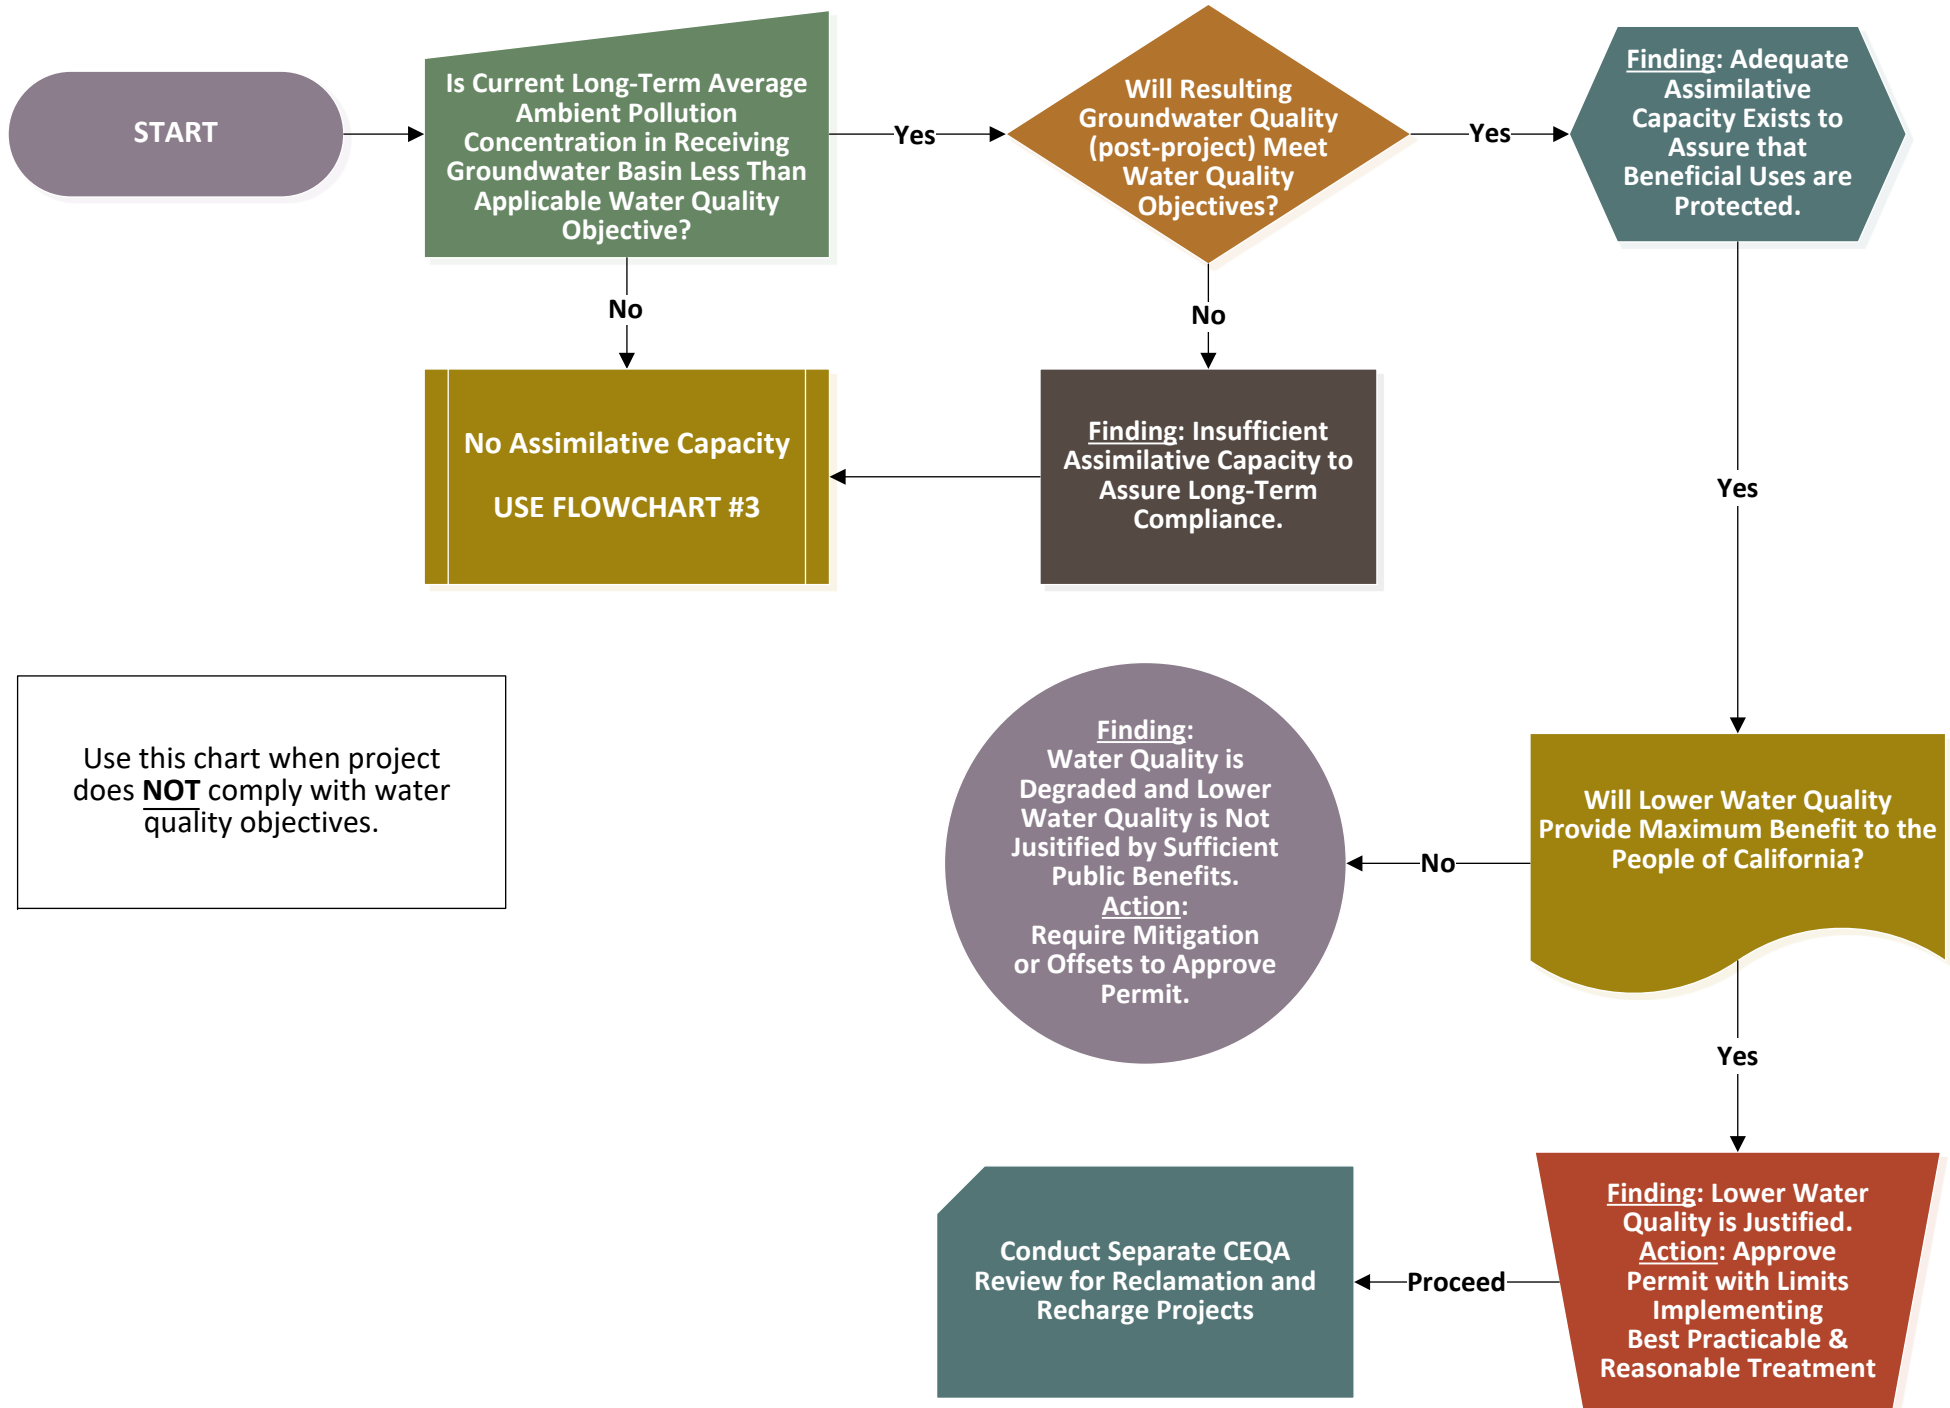 START
Is Current Long-Term Average
Ambient Pollution
Concentration in Receiving
Groundwater Basin Less Than
Applicable Water Quality
Objective?
Yes
Will Resulting
Groundwater Quality
(post-project) Meet
Water Quality
Objectives?
Yes
Finding: Adequate
Assimilative
Capacity Exists to
Assure that
Beneficial Uses are
Protected.
No
No
No Assimilative Capacity
USE FLOWCHART #3
Finding: Insufficient
Assimilative Capacity to
Assure Long-Term
Compliance.
Yes
Use this chart when project
does NOT comply with water
quality objectives.
Finding:
Water Quality is
Degraded and Lower
Water Quality is Not
Jusitified by Sufficient
Public Benefits.
Action:
Require Mitigation
or Offsets to Approve
Permit.
No
Will Lower Water Quality
Provide Maximum Benefit to the
People of California?
Yes
Conduct Separate CEQA
Review for Reclamation and
Recharge Projects
Proceed
Finding: Lower Water
Quality is Justified.
Action: Approve
Permit with Limits
Implementing
Best Practicable &
Reasonable Treatment